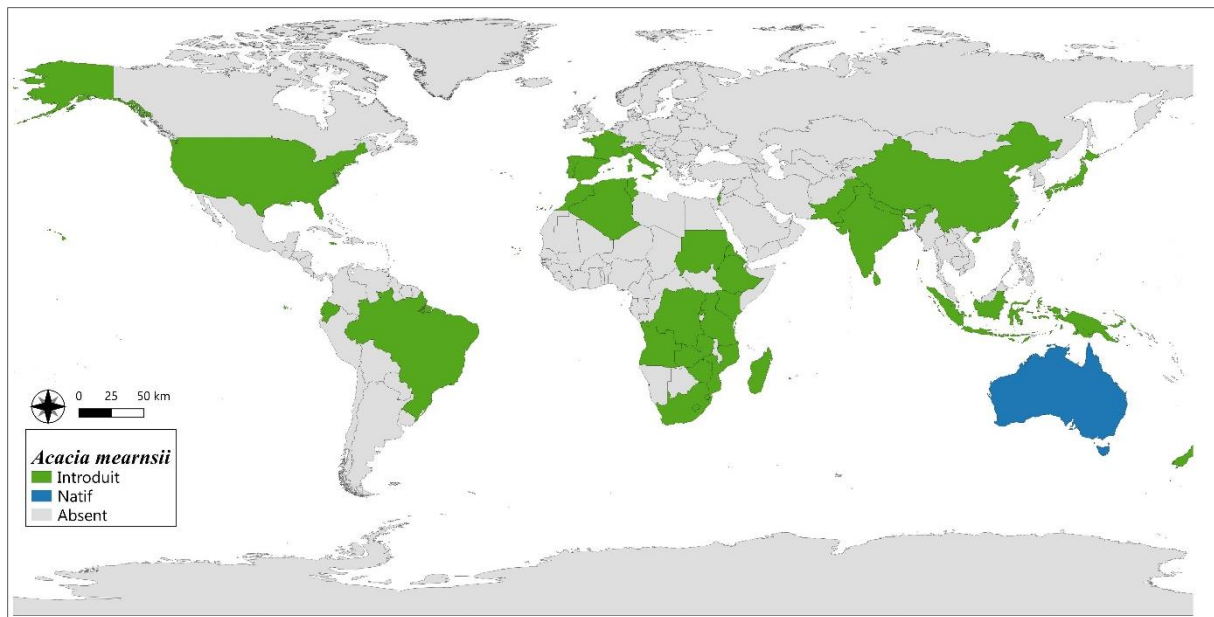 0 25 50 km
Acacia mearnsii
Introduit
Natif
Absent